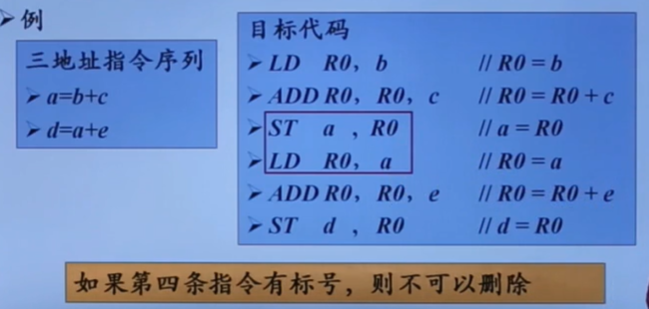 ➢ 例
三地址指令序列
➢ a=b+c
➢ d=a+e
目标代码
➢ LD R0, b // R0 = b
➢ ADD R0, R0, c // R0 = R0 + c
➢ ST a , R0 // a = R0
➢ LD R0, a // R0 = a
➢ ADD R0, R0, e // R0 = R0 + e
➢ ST d , R0 // d = R0
如果第四条指令有标号，则不可以删除